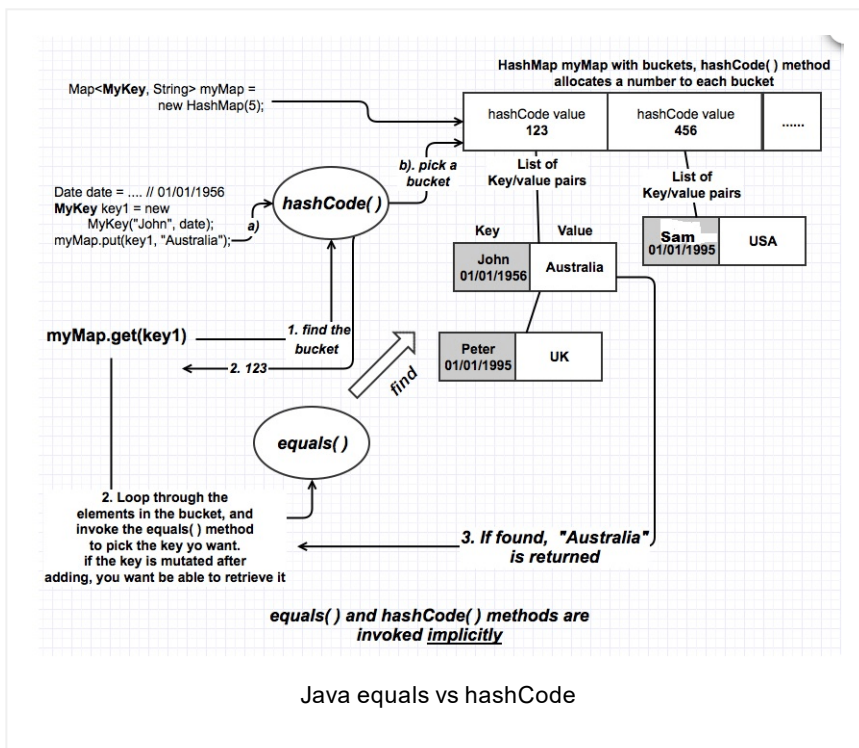 HashMap myMap with buckets, hashCode( ) method
allocates a number to each bucket
Map<MyKey, String> myMap =
new HashMap(5);
hashCode value
123
hashCode value
456
......
Date date = .... // 01/01/1956
MyKey key1 = new
MyKey("John", date);
myMap.put(key1, "Australia");
a)
hashCode( )
b). pick a
bucket
List of
Key/value pairs
List of
Key/value pairs
Key
Value
John
01/01/1956
Australia
Sam
01/01/1995
USA
myMap.get(key1)
1. find the
bucket
2. 123
find
Peter
01/01/1995
UK
equals( )
2. Loop through the
elements in the bucket, and
invoke the equals( ) method
to pick the key yo want.
if the key is mutated after
adding, you want be able to retrieve it
3. If found, "Australia"
is returned
equals( ) and hashCode( ) methods are
invoked implicitly
Java equals vs hashCode